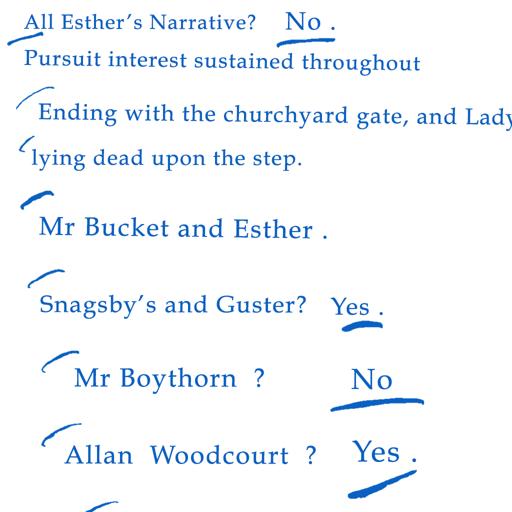 All Esther's Narrative? No .
Pursuit interest sustained throughout
Ending with the churchyard gate, and Lady
lying dead upon the step.
Mr Bucket and Esther .
Snagsby's and Guster? Yes .
Mr Boythorn ? No
Allan Woodcourt ? Yes .